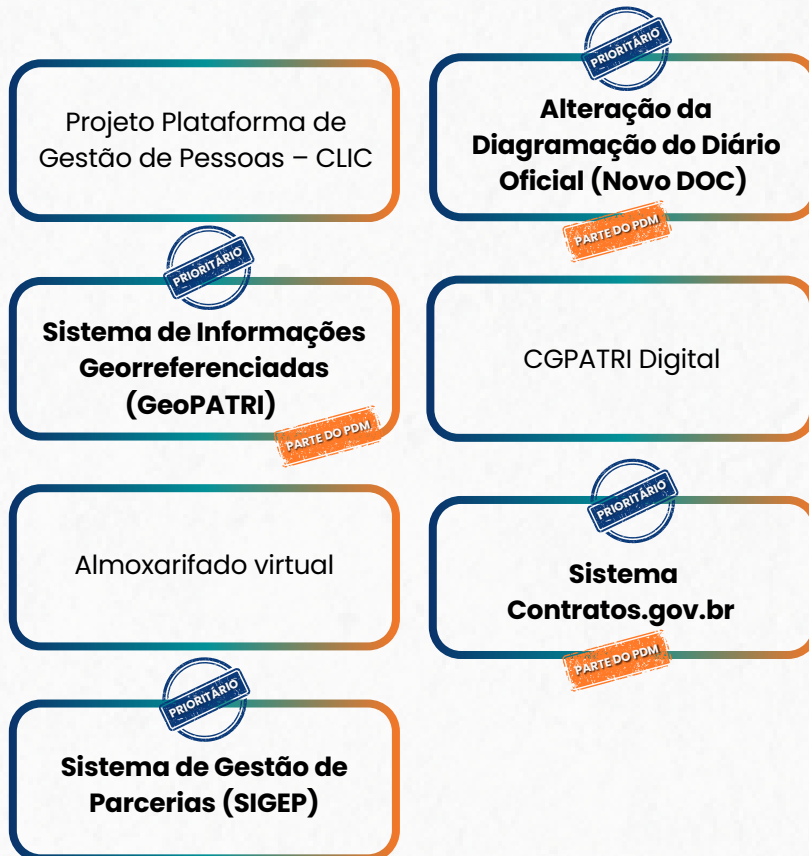 Projeto Plataforma de
Gestão de Pessoas – CLIC
PRIORITÁRIO
Alteração da
Diagramação do Diário
Oficial (Novo DOC)
PARTE DO PDM
PRIORITÁRIO
Sistema de Informações
Georreferenciadas
(GeoPATRI)
PARTE DO PDM
CGPATRI Digital
Almoxarifado virtual
PRIORITÁRIO
Sistema
Contratos.gov.br
PARTE DO PDM
PRIORITÁRIO
Sistema de Gestão de
Parcerias (SIGEP)